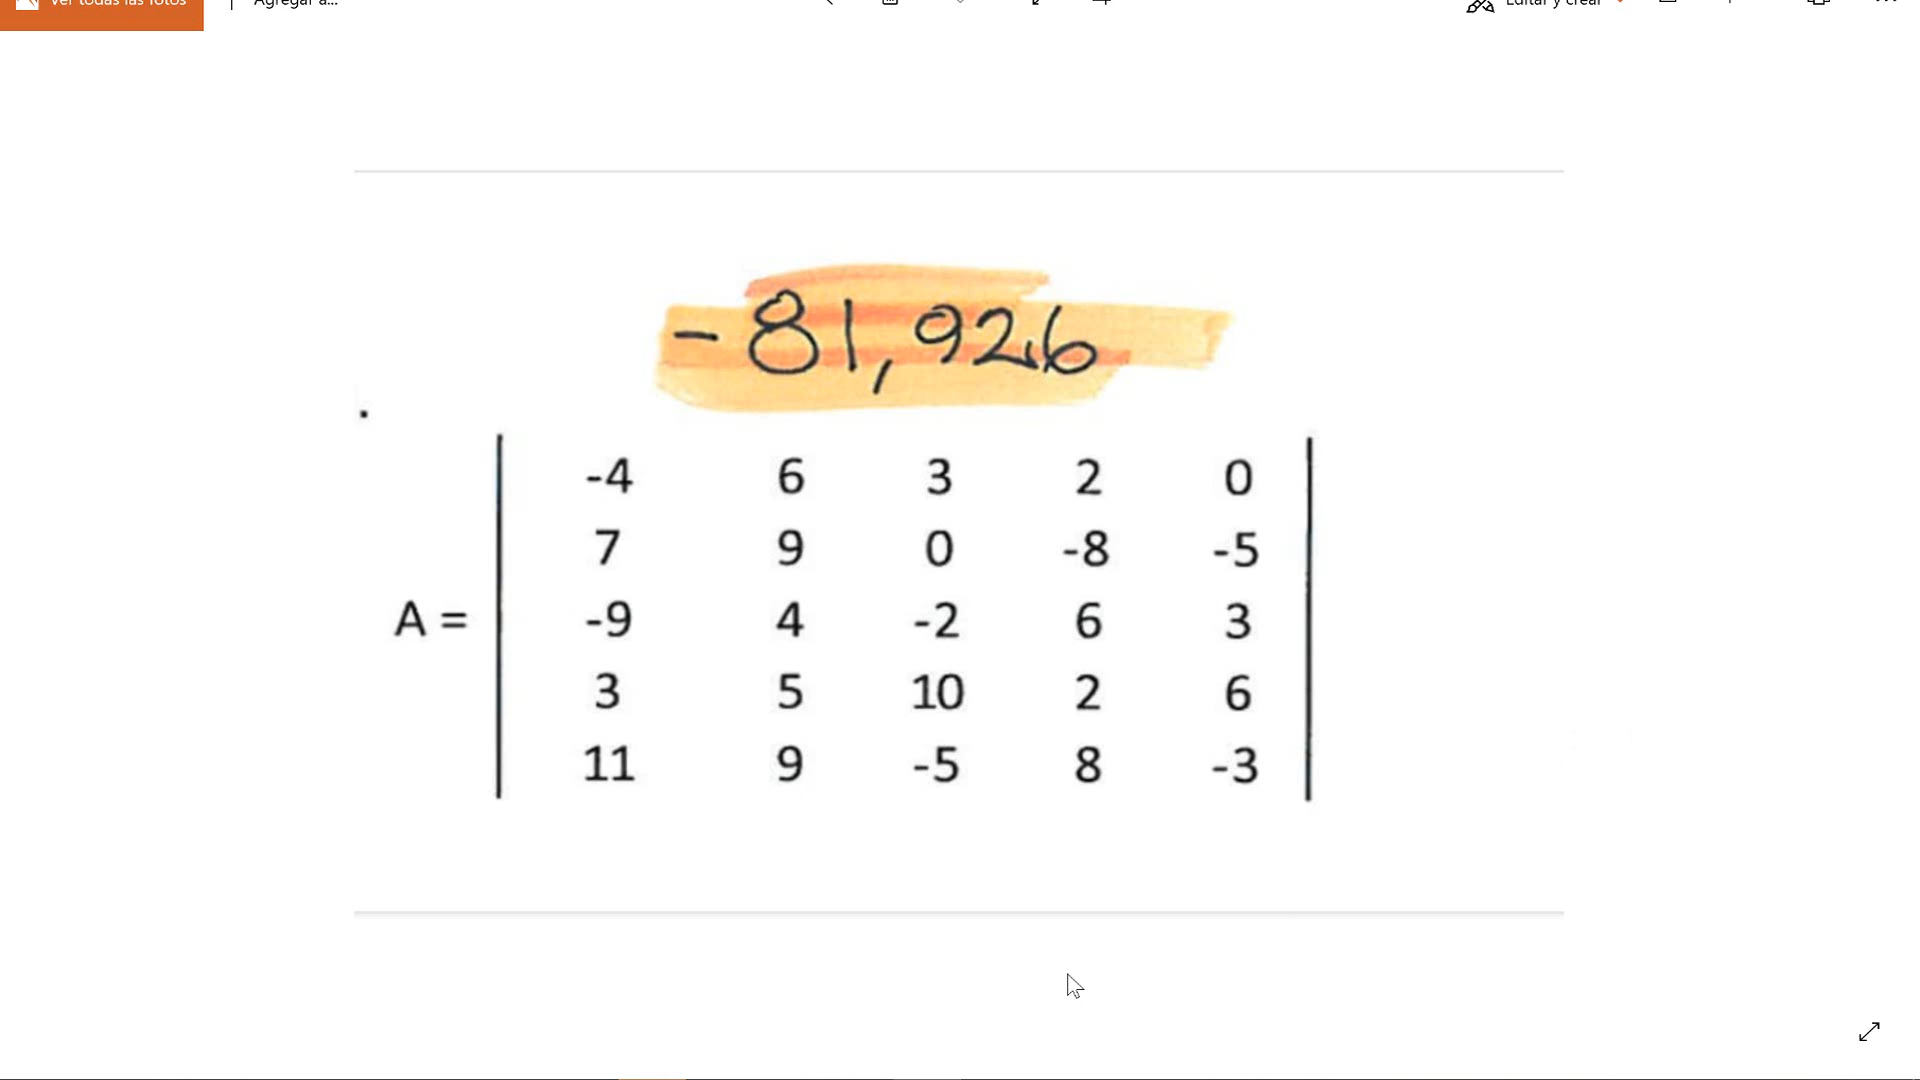 Ver todas las fotos
Agregar a...
Editar y crear
-81,926
.
-4 6 3 2 0
7 9 0 -8 -5
A = -9 4 -2 6 3
3 5 10 2 6
11 9 -5 8 -3